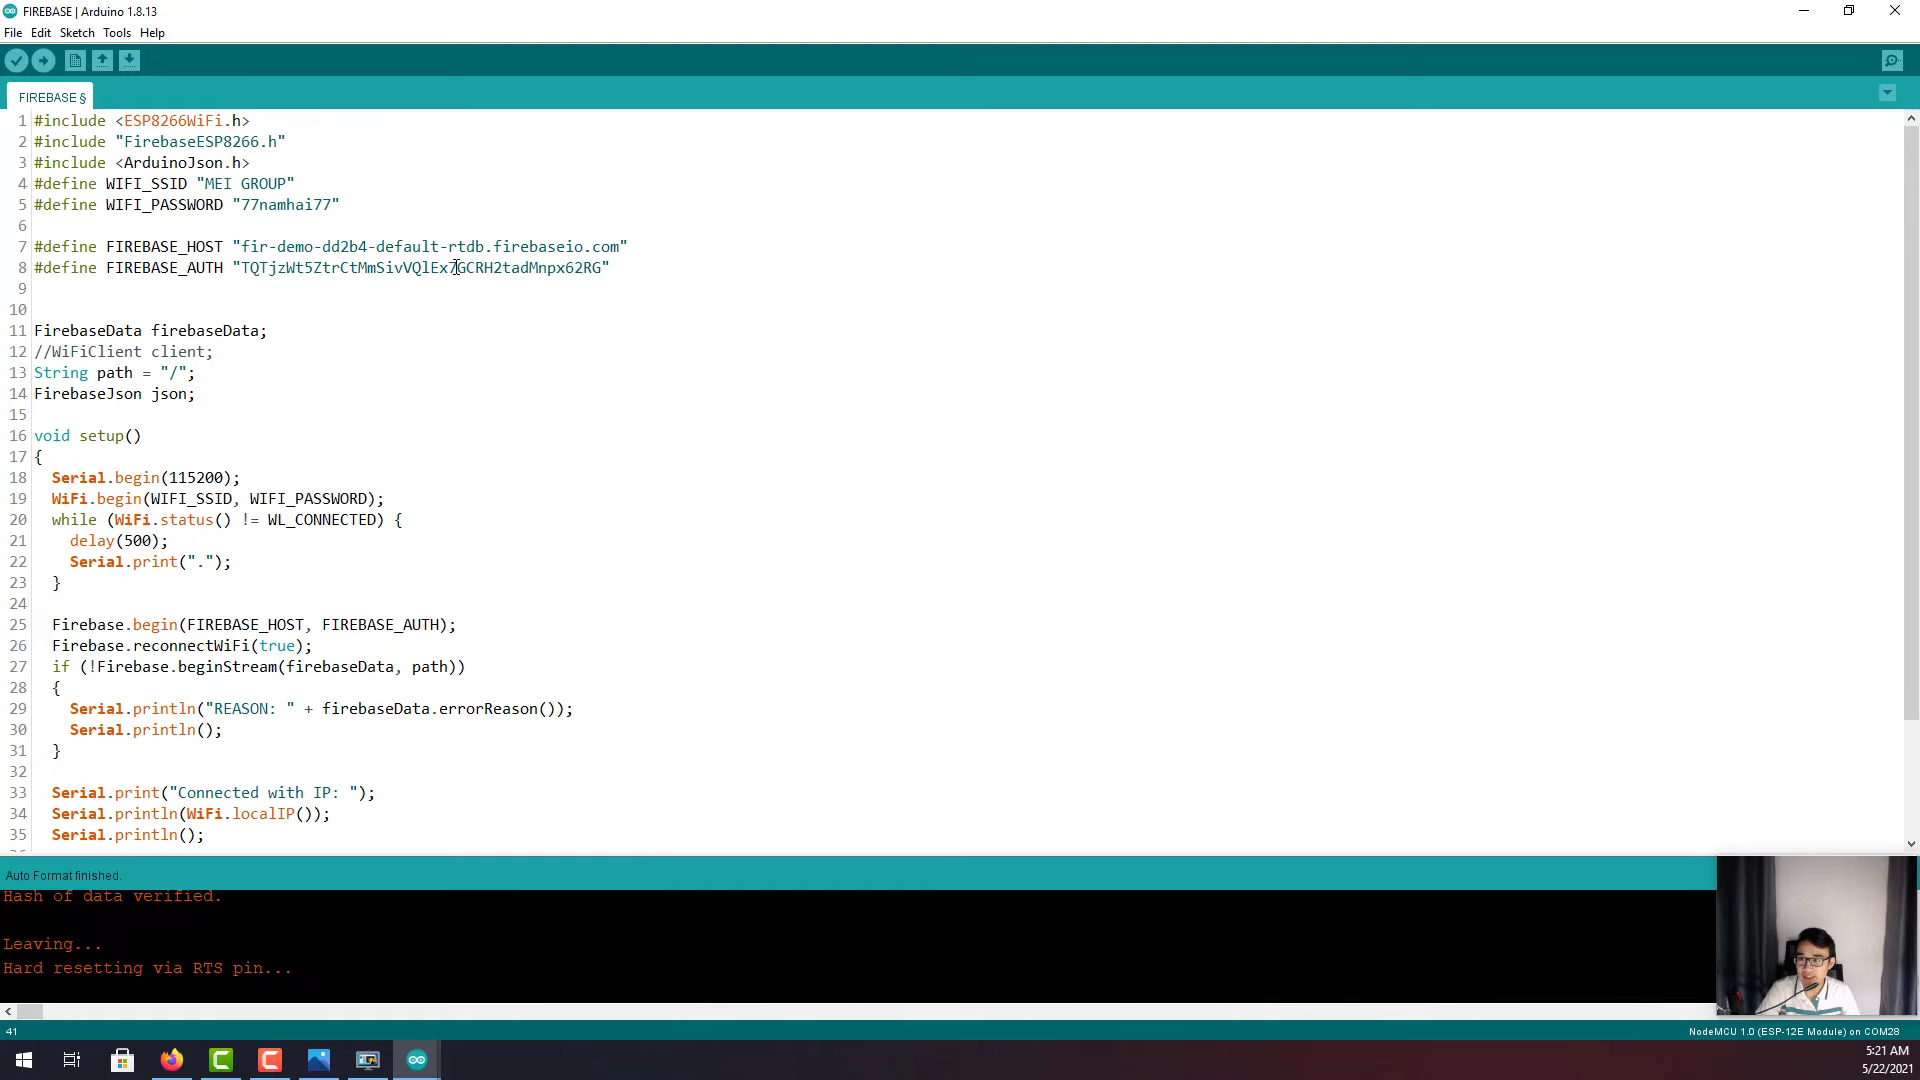 FIREBASE | Arduino 1.8.13
File Edit Sketch Tools Help
FIREBASE §
1 #include <ESP8266WiFi.h>
2 #include "FirebaseESP8266.h"
3 #include <ArduinoJson.h>
4 #define WIFI_SSID "MEI GROUP"
5 #define WIFI_PASSWORD "77namhai77"
6
7 #define FIREBASE_HOST "fir-demo-dd2b4-default-rtdb.firebaseio.com"
8 #define FIREBASE_AUTH "TQTjzWt5ZtrCtMmSivVQlEx7GCRH2tadMnpx62RG"
9
10
11 FirebaseData firebaseData;
12 //WiFiClient client;
13 String path = "/";
14 FirebaseJson json;
15
16 void setup()
17 {
18 Serial.begin(115200);
19 WiFi.begin(WIFI_SSID, WIFI_PASSWORD);
20 while (WiFi.status() != WL_CONNECTED) {
21 delay(500);
22 Serial.print(".");
23 }
24
25 Firebase.begin(FIREBASE_HOST, FIREBASE_AUTH);
26 Firebase.reconnectWiFi(true);
27 if (!Firebase.beginStream(firebaseData, path))
28 {
29 Serial.println("REASON: " + firebaseData.errorReason());
30 Serial.println();
31 }
32
33 Serial.print("Connected with IP: ");
34 Serial.println(WiFi.localIP());
35 Serial.println();
Auto Format finished.
Hash of data verified.
Leaving...
Hard resetting via RTS pin...
41
NodeMCU 1.0 (ESP-12E Module) on COM28
5:21 AM
5/22/2021